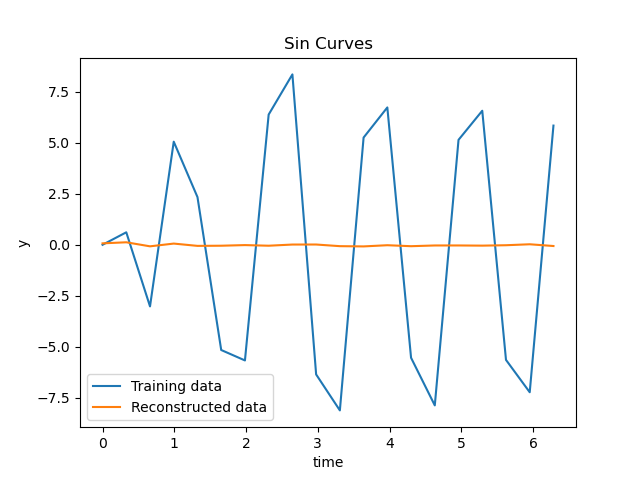 Sin Curves
7.5
5.0
2.5
0.0
−2.5
−5.0
−7.5
y
Training data
Reconstructed data
0 1 2 3 4 5 6
time